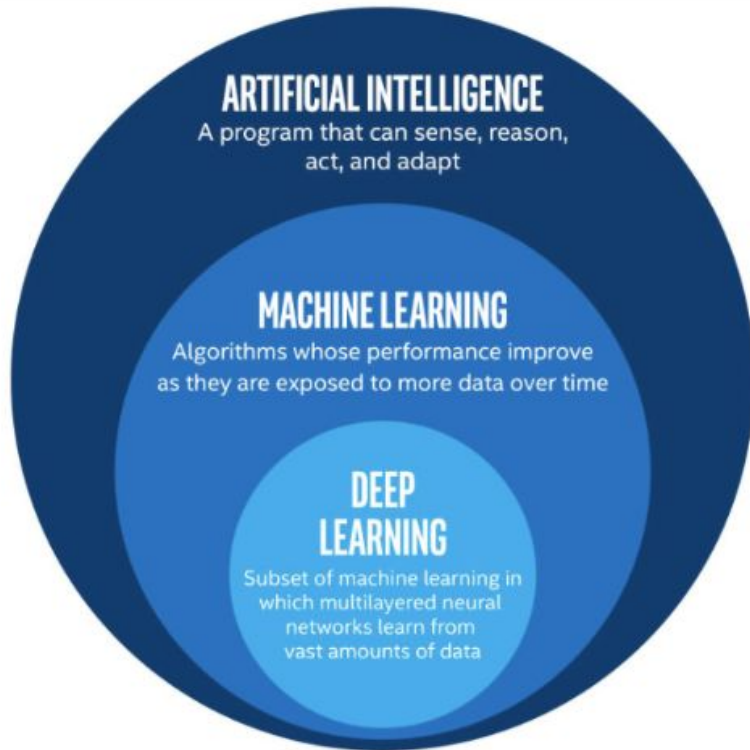 ARTIFICIAL INTELLIGENCE
A program that can sense, reason,
act, and adapt
MACHINE LEARNING
Algorithms whose performance improve
as they are exposed to more data over time
DEEP
LEARNING
Subset of machine learning in
which multilayered neural
networks learn from
vast amounts of data